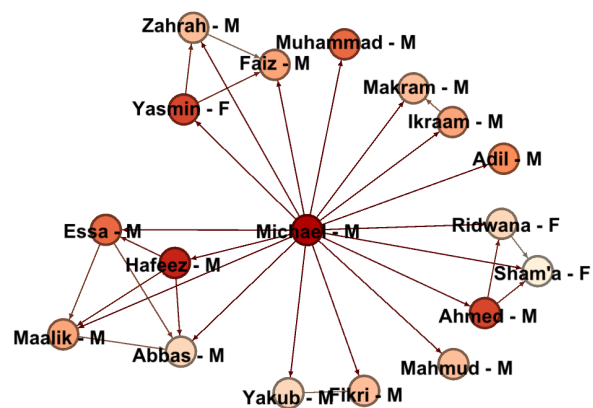 Zahrah - M
Muhammad - M
Faiz - M
Makram - M
Yasmin - F
Ikraam - M
Adil - M
Essa - M
Michael - M
Ridwana - F
Hafeez - M
Sham'a - F
Ahmed - M
Maalik - M
Abbas - M
Mahmud - M
Yakub - M
Fikri - M